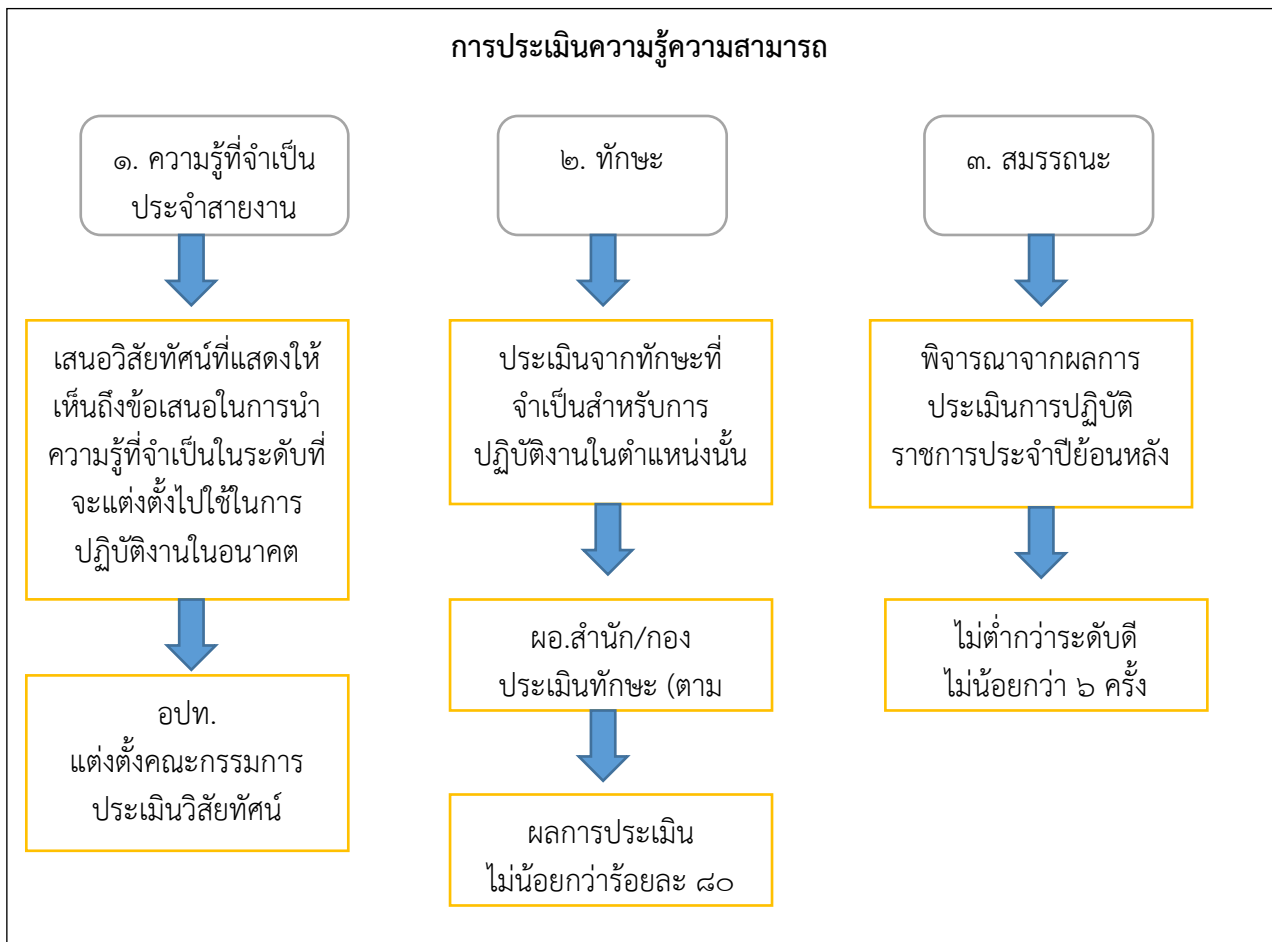 การประเมินความรู้ความสามารถ
๑. ความรู้ที่จำเป็น
ประจำสายงาน
เสนอวิสัยทัศน์ที่แสดงให้
เห็นถึงข้อเสนอในการนำ
ความรู้ที่จำเป็นในระดับที่
จะแต่งตั้งไปใช้ในการ
ปฏิบัติงานในอนาคต
อปท.
แต่งตั้งคณะกรรมการ
ประเมินวิสัยทัศน์
๒. ทักษะ
ประเมินจากทักษะที่
จำเป็นสำหรับการ
ปฏิบัติงานในตำแหน่งนั้น
ผอ.สำนัก/กอง
ประเมินทักษะ (ตาม
ผลการประเมิน
ไม่น้อยกว่าร้อยละ ๘๐
๓. สมรรถนะ
พิจารณาจากผลการ
ประเมินการปฏิบัติ
ราชการประจำปีย้อนหลัง
ไม่ต่ำกว่าระดับดี
ไม่น้อยกว่า ๖ ครั้ง